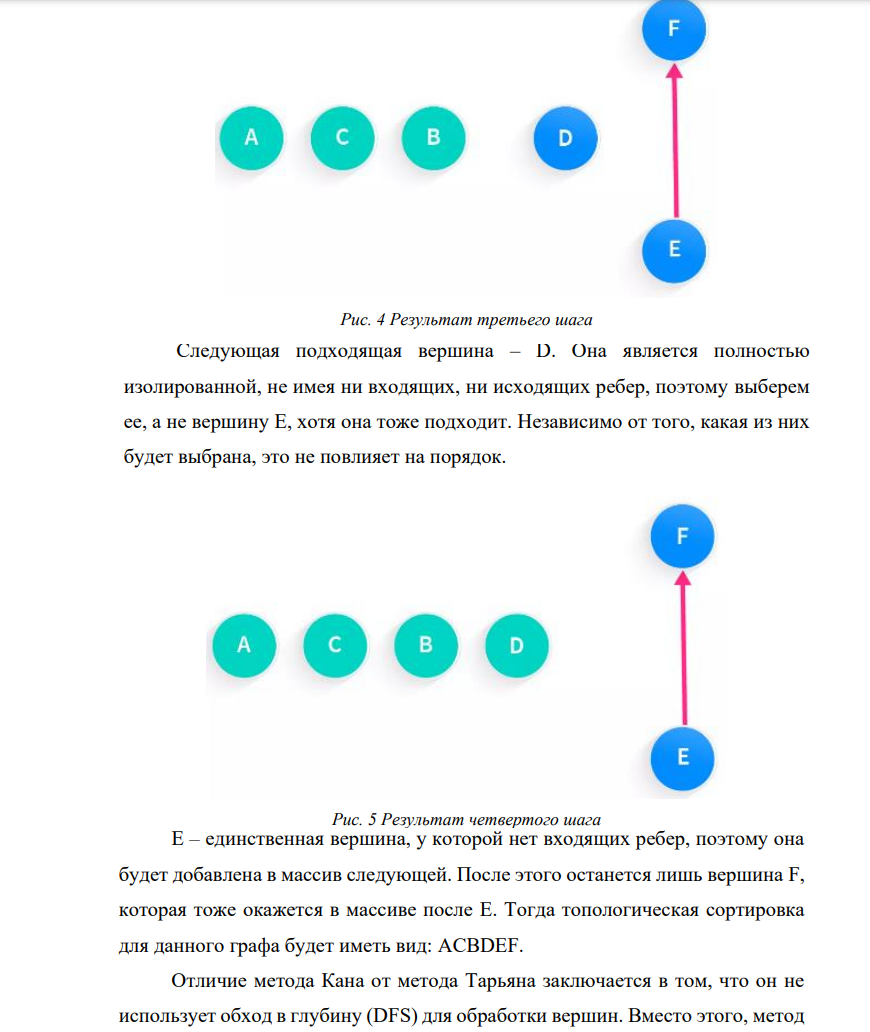 F
A C B D
E
Рис. 4 Результат третьего шага
Следующая подходящая вершина – D. Она является полностью
изолированной, не имея ни входящих, ни исходящих ребер, поэтому выберем
ее, а не вершину E, хотя она тоже подходит. Независимо от того, какая из них
будет выбрана, это не повлияет на порядок.
F
A C B D
E
Рис. 5 Результат четвертого шага
E – единственная вершина, у которой нет входящих ребер, поэтому она
будет добавлена в массив следующей. После этого останется лишь вершина F,
которая тоже окажется в массиве после E. Тогда топологическая сортировка
для данного графа будет иметь вид: ACBDEF.
Отличие метода Кана от метода Тарьяна заключается в том, что он не
использует обход в глубину (DFS) для обработки вершин. Вместо этого, метод